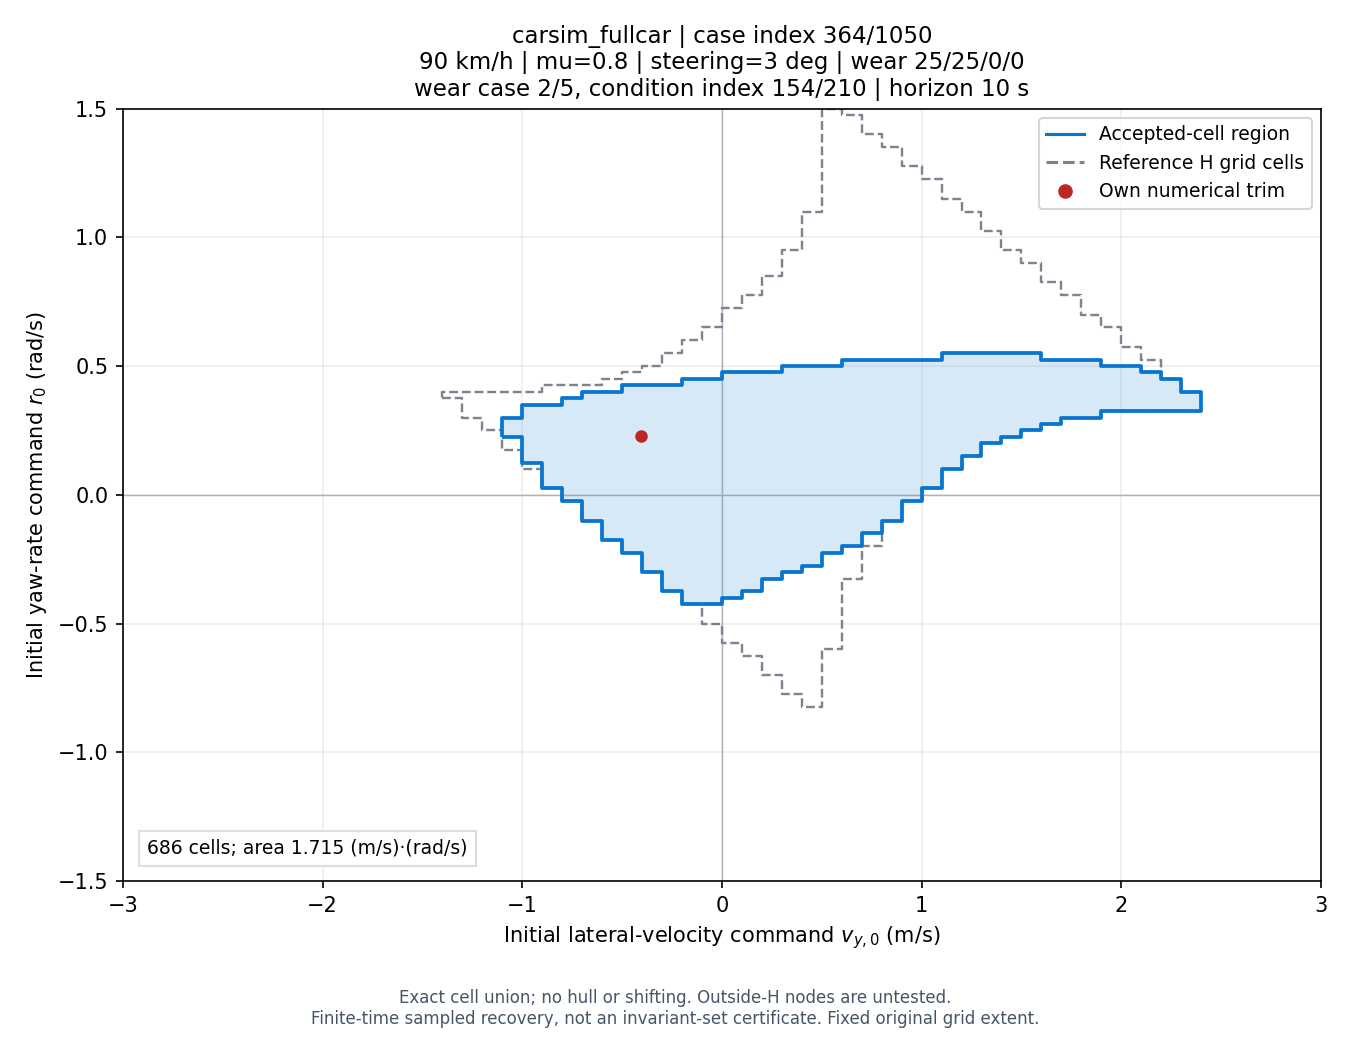 carsim_fullcar | case index 364/1050
90 km/h | mu=0.8 | steering=3 deg | wear 25/25/0/0
wear case 2/5, condition index 154/210 | horizon 10 s
Accepted-cell region
Reference H grid cells
Own numerical trim
1.5
1.0
0.5
0.0
−0.5
−1.0
−1.5
Initial yaw-rate command r₀ (rad/s)
686 cells; area 1.715 (m/s)·(rad/s)
−3
−2
−1
0
1
2
3
Initial lateral-velocity command v_{y,0} (m/s)
Exact cell union; no hull or shifting. Outside-H nodes are untested.
Finite-time sampled recovery, not an invariant-set certificate. Fixed original grid extent.